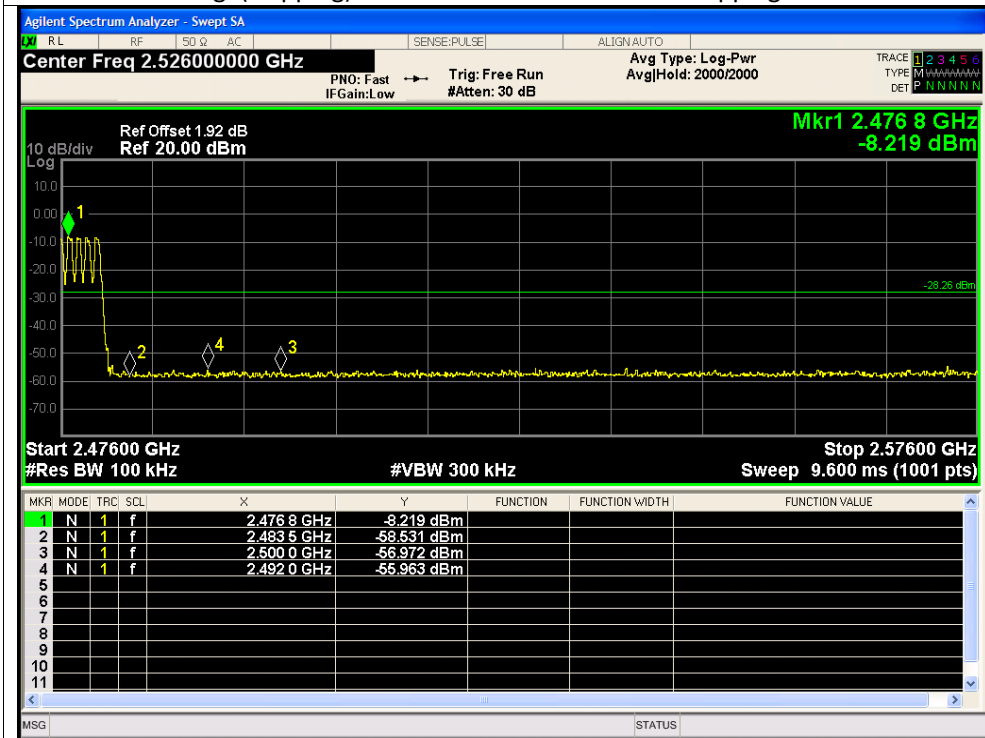 Agilent Spectrum Analyzer - Swept SA
LXI RL RF 50 Ω AC SENSE:PULSE ALIGNAUTO
Center Freq 2.526000000 GHz
PNO: Fast Trig: Free Run Avg Type: Log-Pwr TRACE 1 2 3 4 5 6
IFGain:Low #Atten: 30 dB Avg|Hold: 2000/2000 TYPE M
DET P N N N N N
Mkr1 2.476 8 GHz
-8.219 dBm
Ref Offset 1.92 dB
10 dB/div Ref 20.00 dBm
Log
10.0
0.00
1
-10.0
-20.0
-28.26 dBm
-30.0
-40.0
-50.0
2 4 3
-60.0
-70.0
Start 2.47600 GHz Stop 2.57600 GHz
#Res BW 100 kHz #VBW 300 kHz Sweep 9.600 ms (1001 pts)
MKR MODE TRC SCL X Y FUNCTION FUNCTION WIDTH FUNCTION VALUE
1 N 1 f 2.476 8 GHz -8.219 dBm
2 N 1 f 2.483 5 GHz -58.531 dBm
3 N 1 f 2.500 0 GHz -56.972 dBm
4 N 1 f 2.492 0 GHz -55.963 dBm
5
6
7
8
9
10
11
MSG STATUS